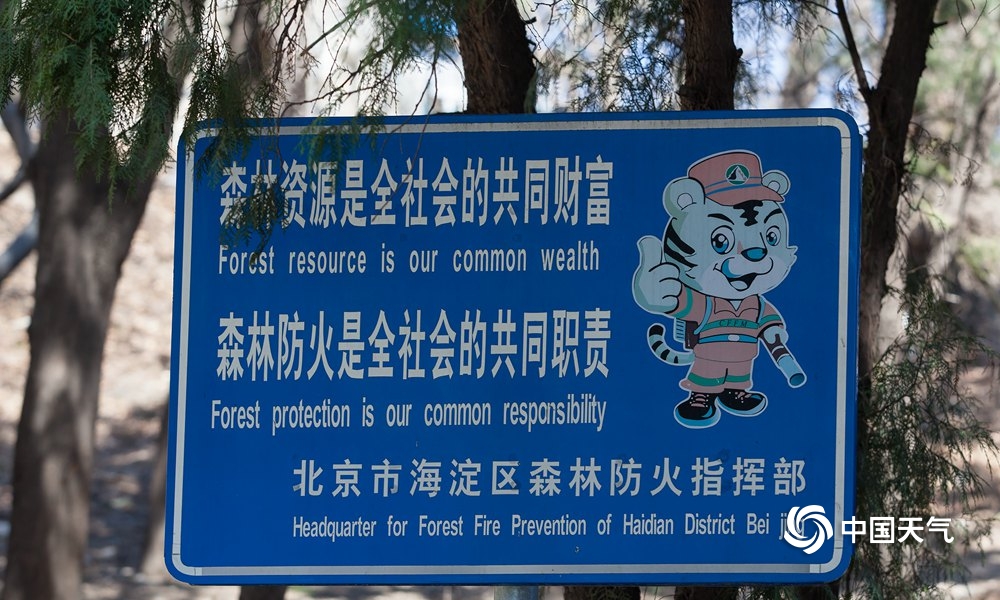 森林资源是全社会的共同财富
Forest resource is our common wealth
森林防火是全社会的共同职责
Forest protection is our common responsibility
北京市海淀区森林防火指挥部
Headquarter for Forest Fire Prevention of Haidian District Bei
中国天气